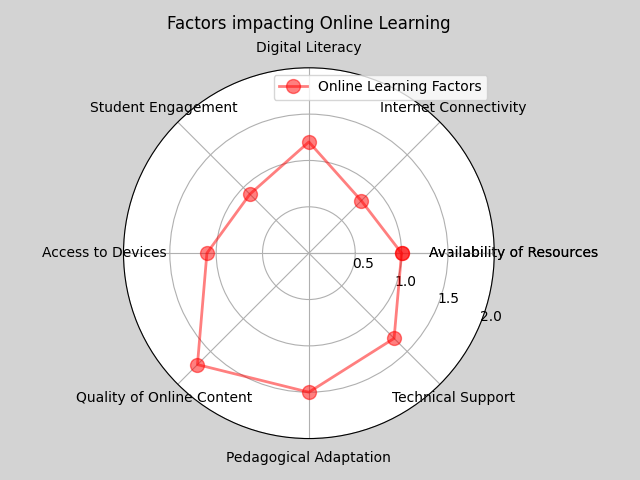 Factors impacting Online Learning
Digital Literacy
Online Learning Factors
Student Engagement
Internet Connectivity
Access to Devices
Availability of Resources
0.5
1.0
1.5
2.0
Quality of Online Content
Technical Support
Pedagogical Adaptation